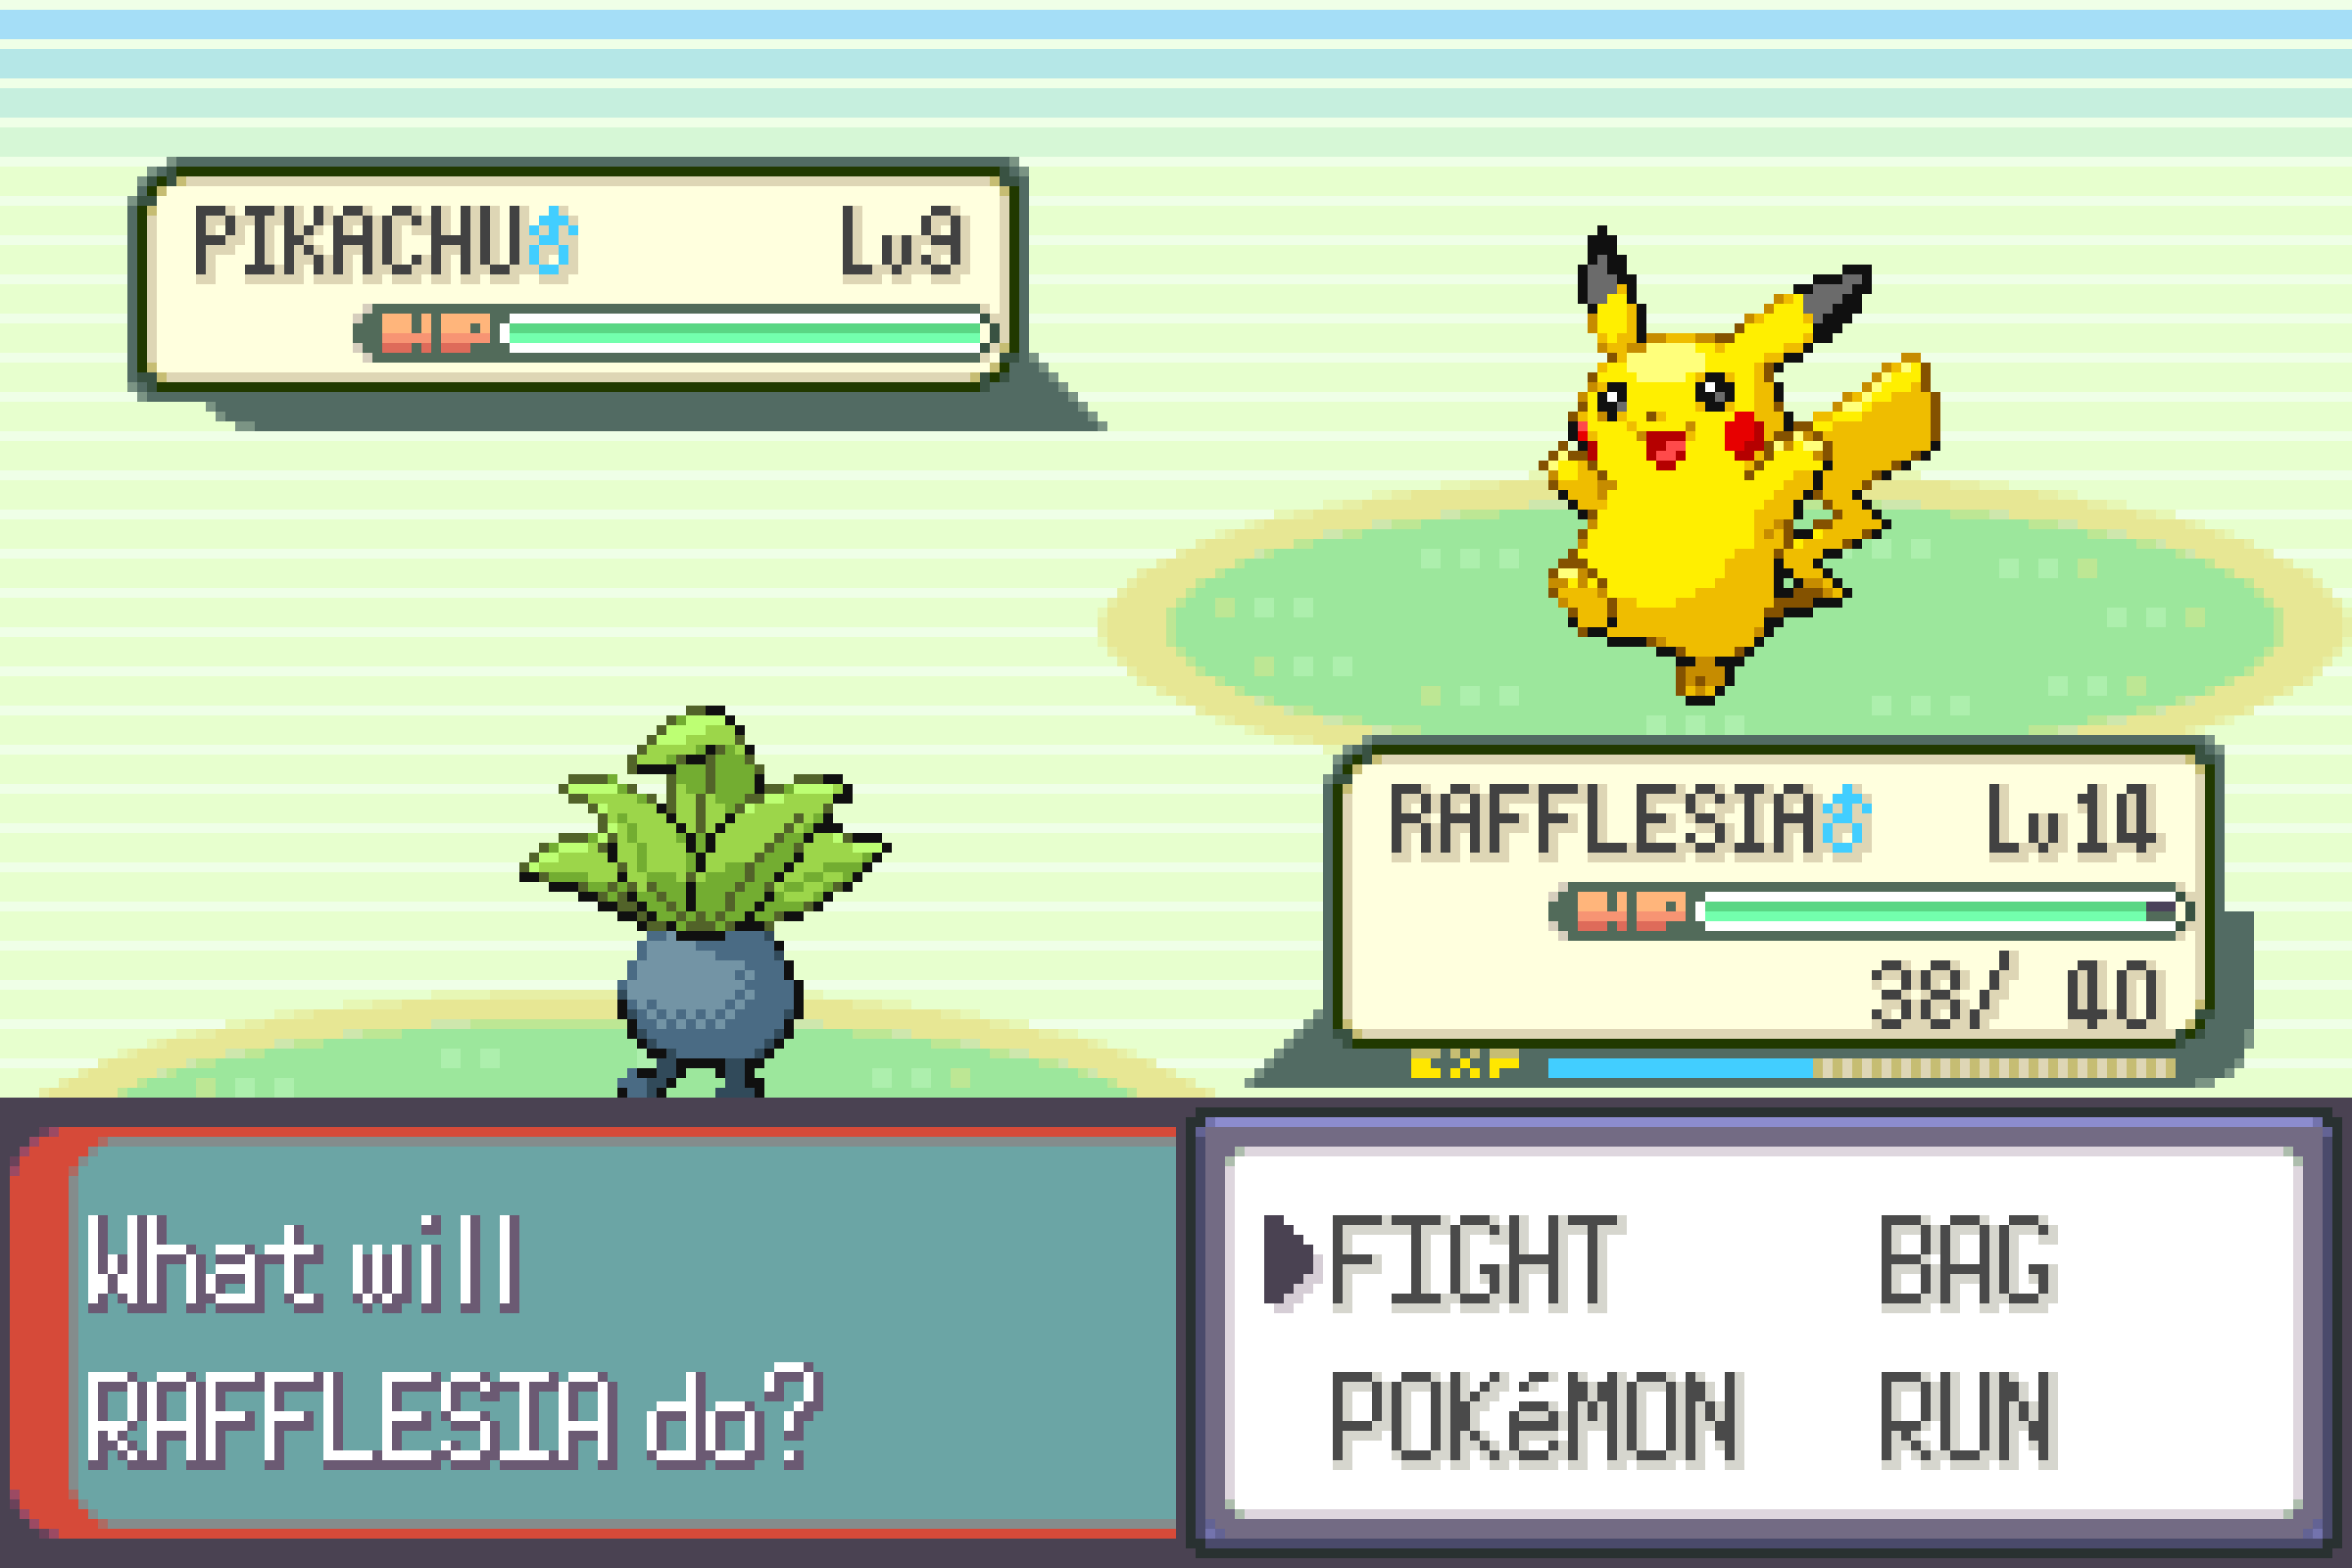 PIKACHU♂ Lv9
HP
RAFFLESIA♂ Lv14
HP
38/ 40
EXP
What will
RAFFLESIA do?
FIGHT BAG
POKéMON RUN